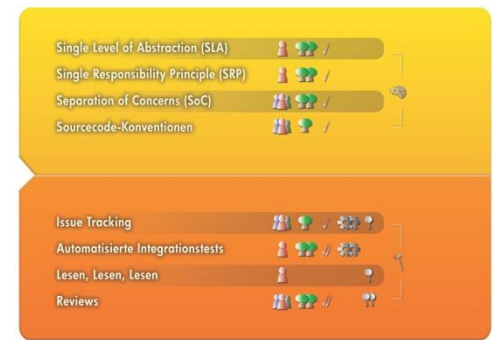 Single Level of Abstraction (SLA)
Single Responsibility Principle (SRP)
Separation of Concerns (SoC)
Sourcecode-Konventionen
Issue Tracking
Automatisierte Integrationstests
Lesen, Lesen, Lesen
Reviews